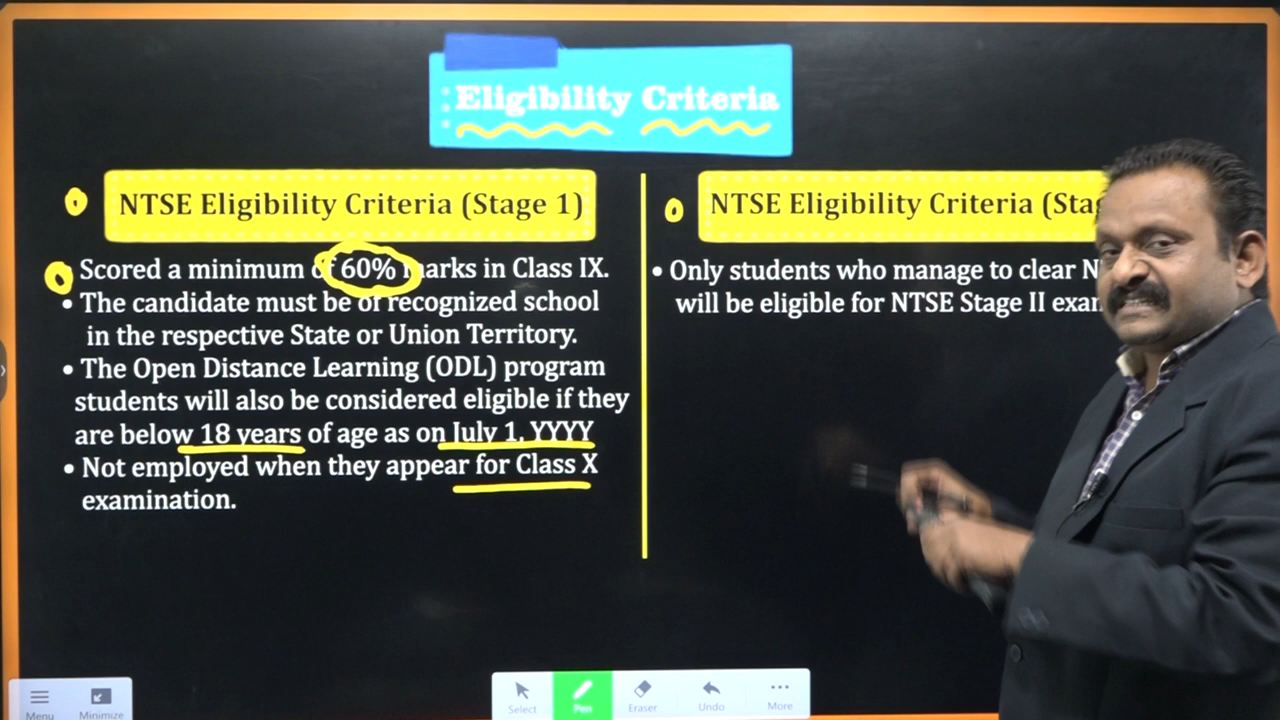 Eligibility Criteria
NTSE Eligibility Criteria (Stage 1)
Scored a minimum of 60% marks in Class IX.
• The candidate must be of recognized school
in the respective State or Union Territory.
• The Open Distance Learning (ODL) program
students will also be considered eligible if they
are below 18 years of age as on July 1, YYYY
• Not employed when they appear for Class X
examination.
NTSE Eligibility Criteria
• Only students who manage to clear
will be eligible for NTSE Stage II
Menu
Minimize
Select
Pen
Eraser
Undo
More